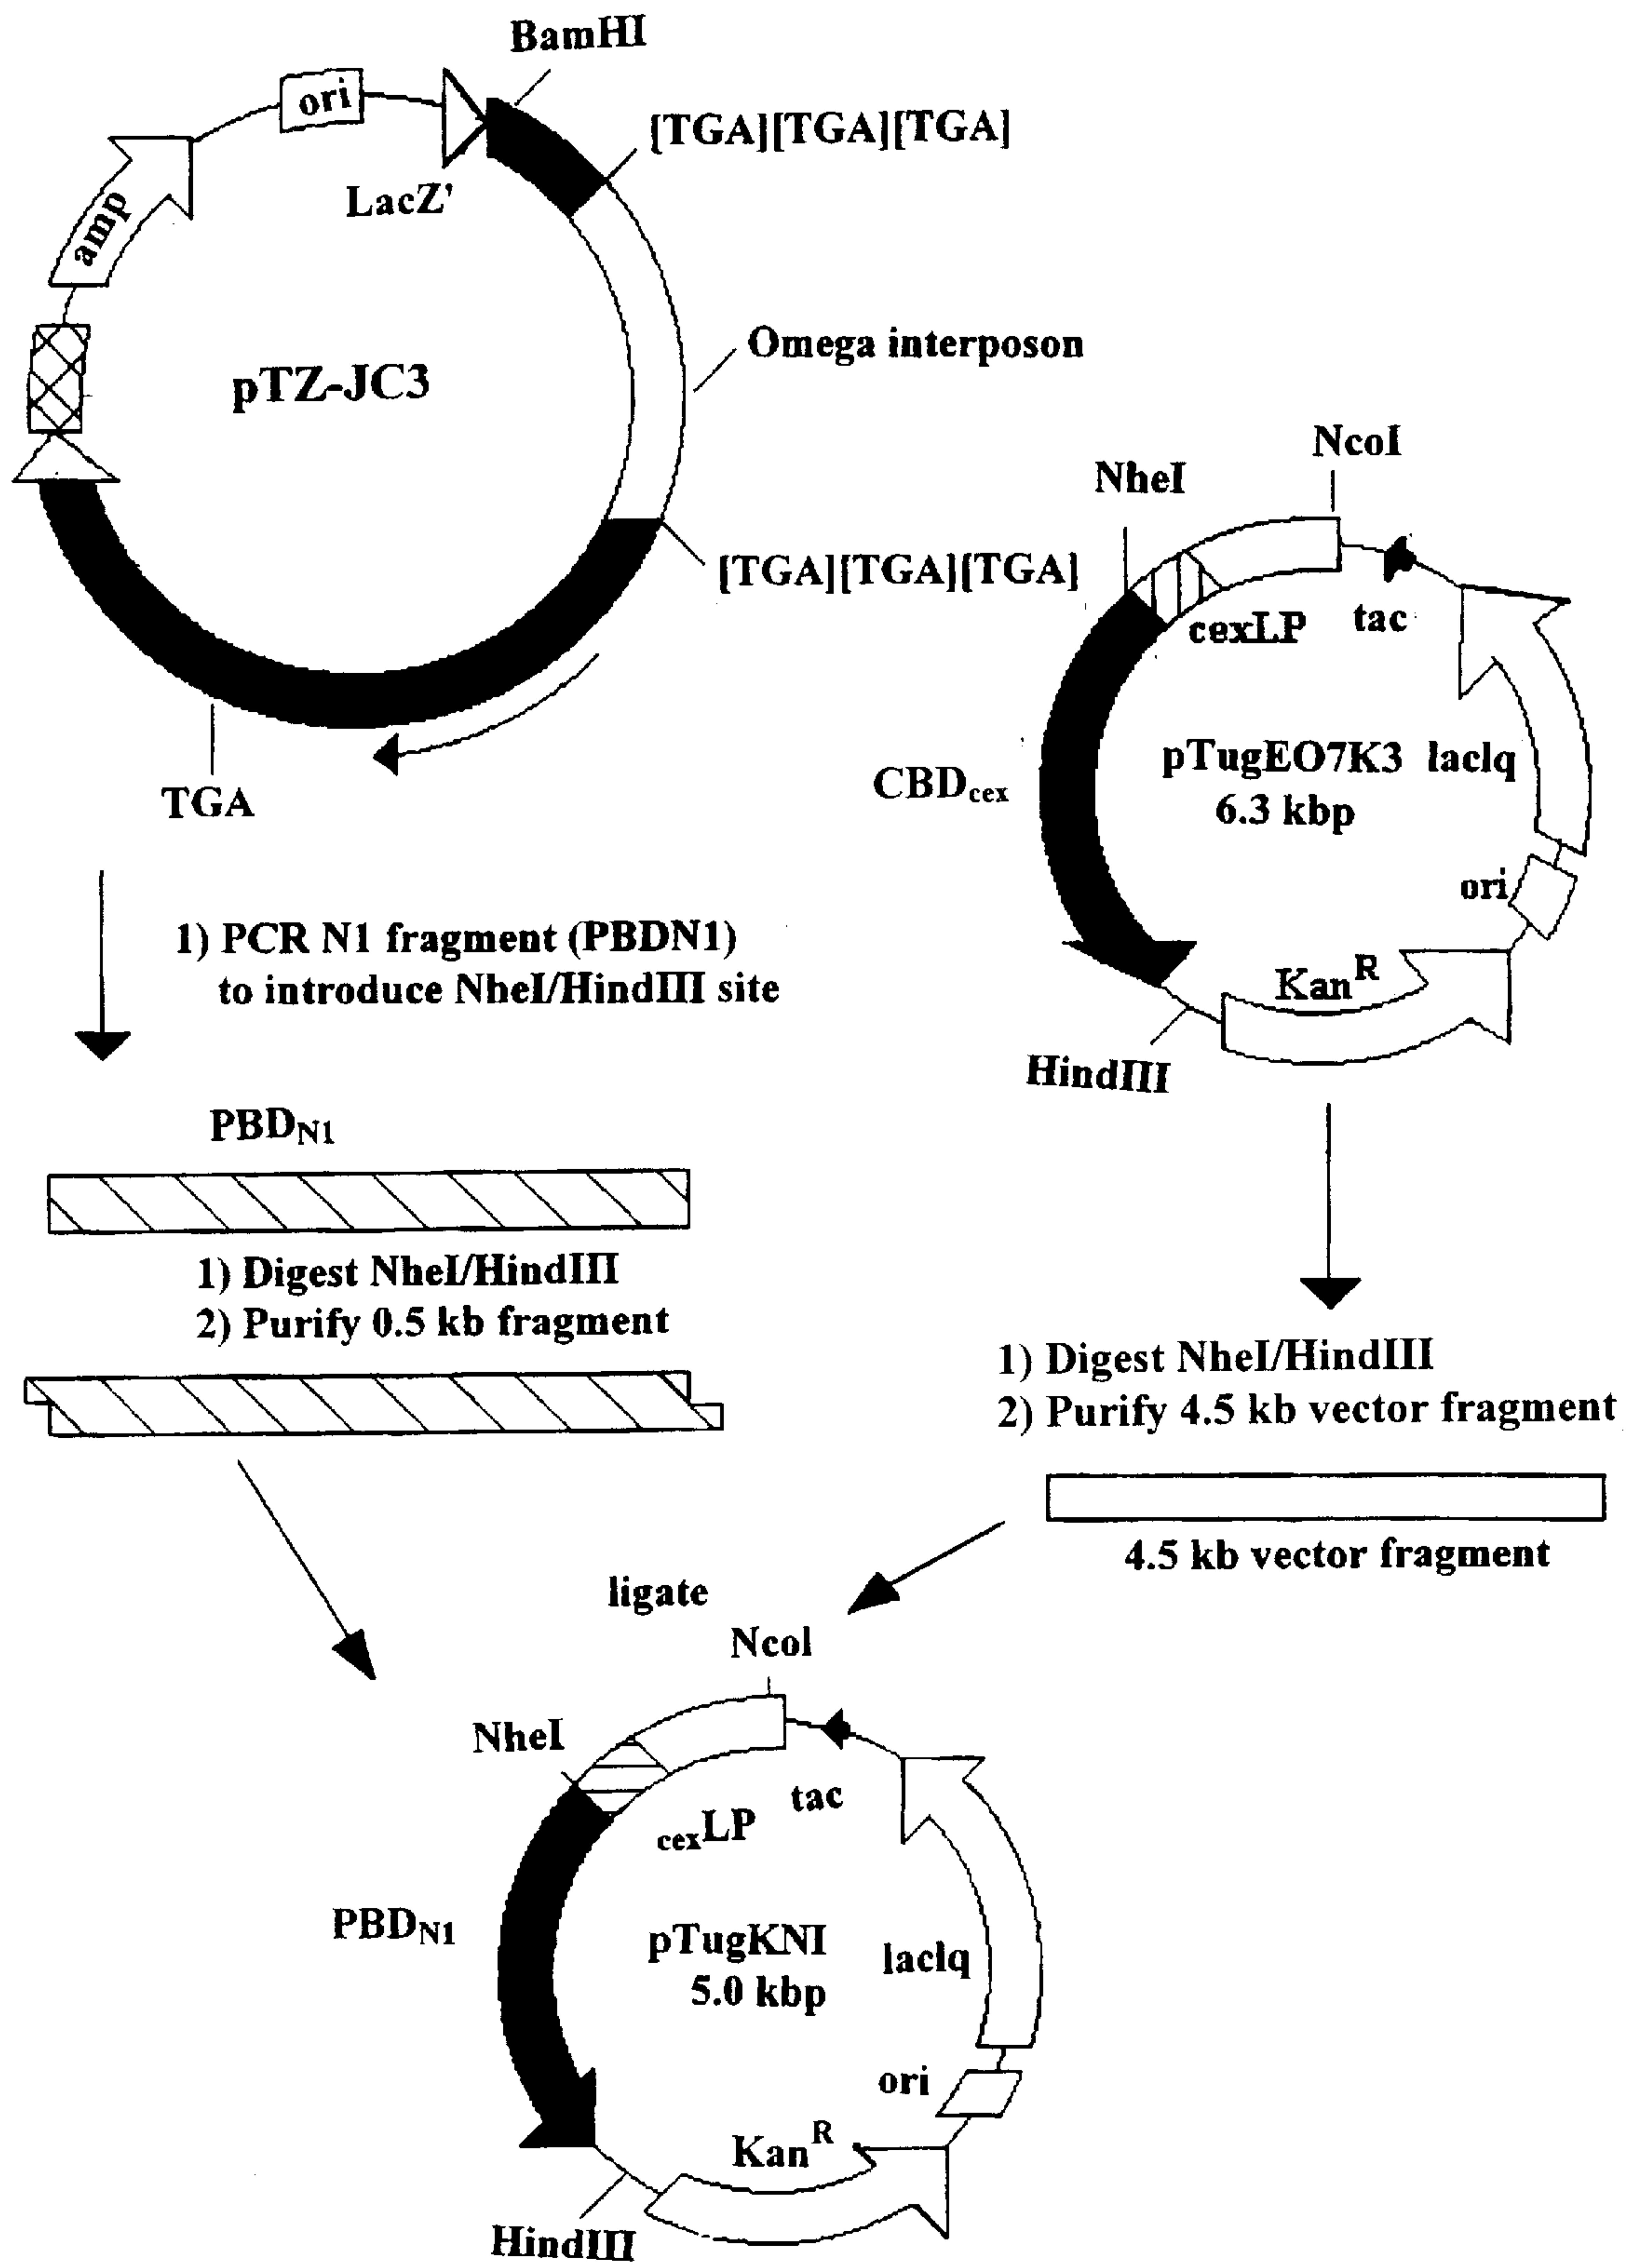 BamHI
ori
[TGA][TGA][TGA]
LacZ'
amp
Omega interposon
pTZ-JC3
NcoI
NheI
[TGA][TGA][TGA]
cexLP
tac
pTugEO7K3
6.3 kbp
lacIq
CBDcex
TGA
ori
1) PCR N1 fragment (PBDN1)
to introduce NheI/HindIII site
KanR
HindIII
PBDN1
1) Digest NheI/HindIII
2) Purify 0.5 kb fragment
1) Digest NheI/HindIII
2) Purify 4.5 kb vector fragment
4.5 kb vector fragment
ligate
NcoI
NheI
tac
cexLP
PBDN1
pTugKNI
5.0 kbp
lacIq
ori
KanR
HindIII